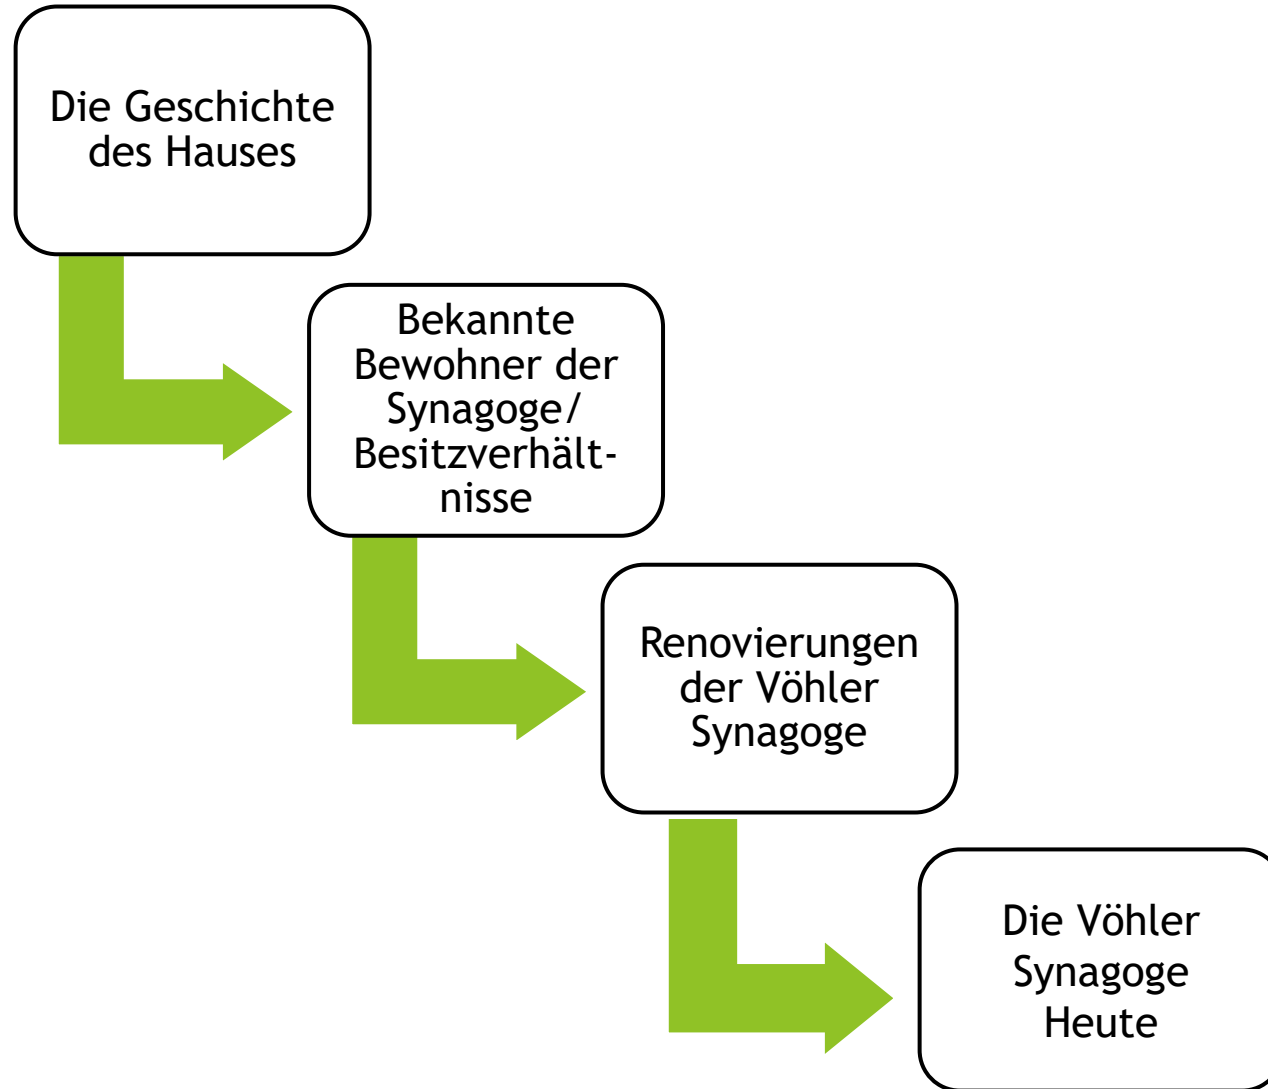 Die Geschichte
des Hauses
Bekannte
Bewohner der
Synagoge/
Besitzverhält-
nisse
Renovierungen
der Vöhler
Synagoge
Die Vöhler
Synagoge
Heute